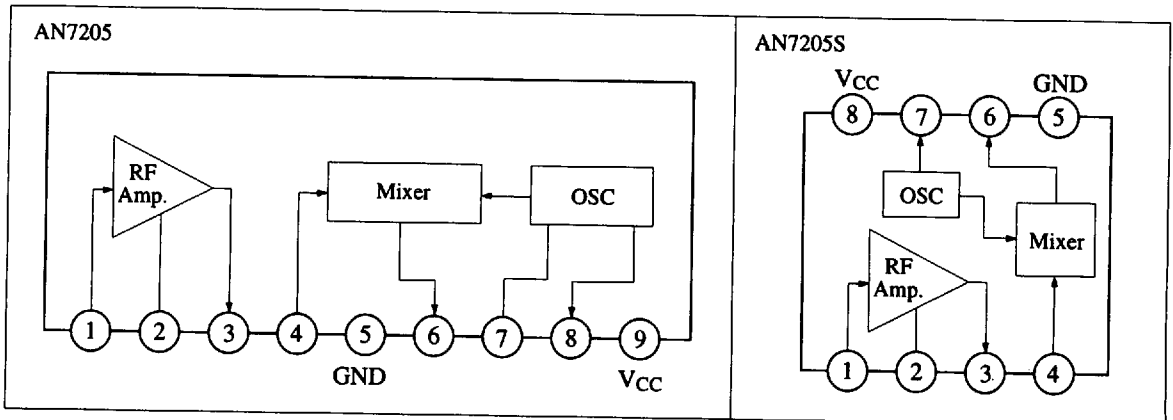 AN7205
RF
Amp.
Mixer
OSC
1 2 3 4 5 6 7 8 9
GND
VCC
AN7205S
VCC
GND
8 7 6 5
OSC
Mixer
RF
Amp.
1 2 3 4